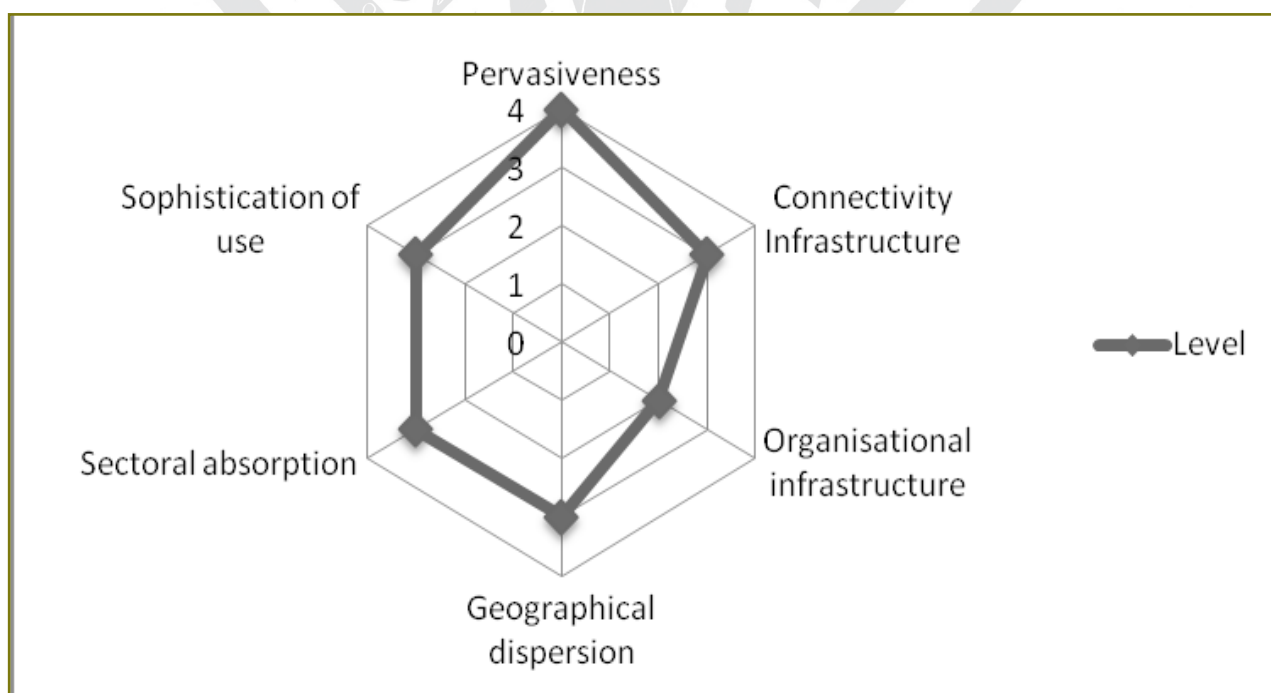 Pervasiveness
4
3
2
1
0
Connectivity
Infrastructure
Organisational
infrastructure
Geographical
dispersion
Sectoral absorption
Sophistication of
use
Level